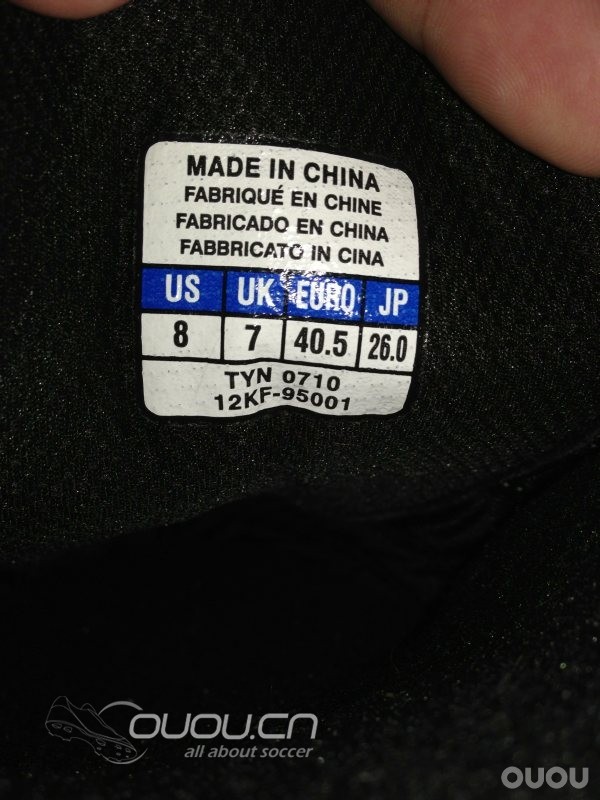 MADE IN CHINA
FABRIQUÉ EN CHINE
FABRICADO EN CHINA
FABBRICATO IN CINA
US UK EURO JP
8 7 40.5 26.0
TYN 0710
12KF-95001
OUOU.CN
all about soccer
OUOU